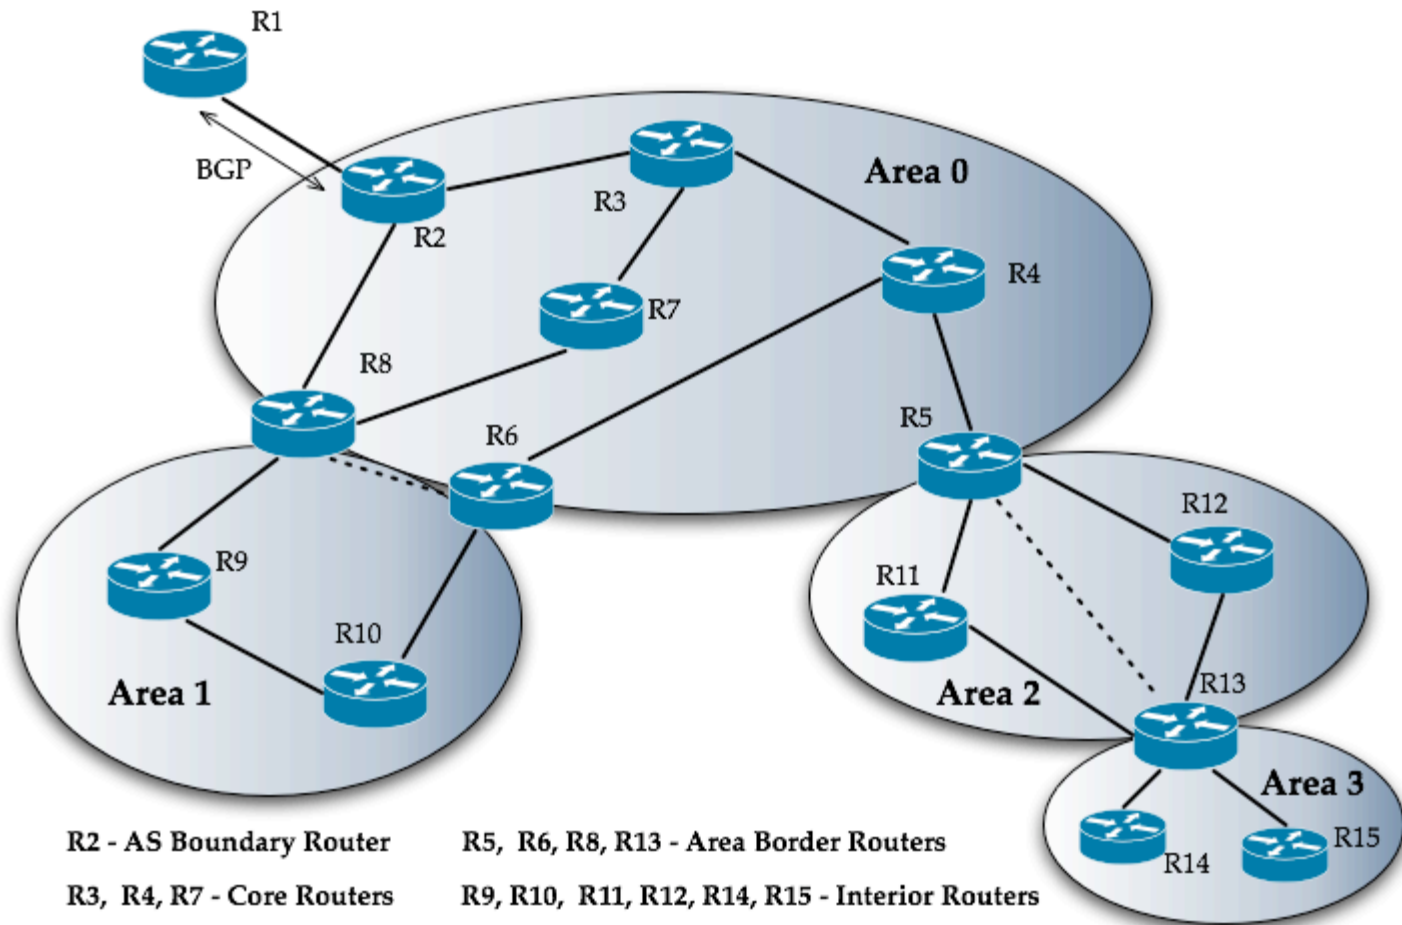 R1
BGP
R2
R3
Area 0
R4
R7
R8
R6
R5
R12
R9
R11
R10
Area 1
Area 2
R13
Area 3
R14
R15
R2 - AS Boundary Router
R5, R6, R8, R13 - Area Border Routers
R3, R4, R7 - Core Routers
R9, R10, R11, R12, R14, R15 - Interior Routers